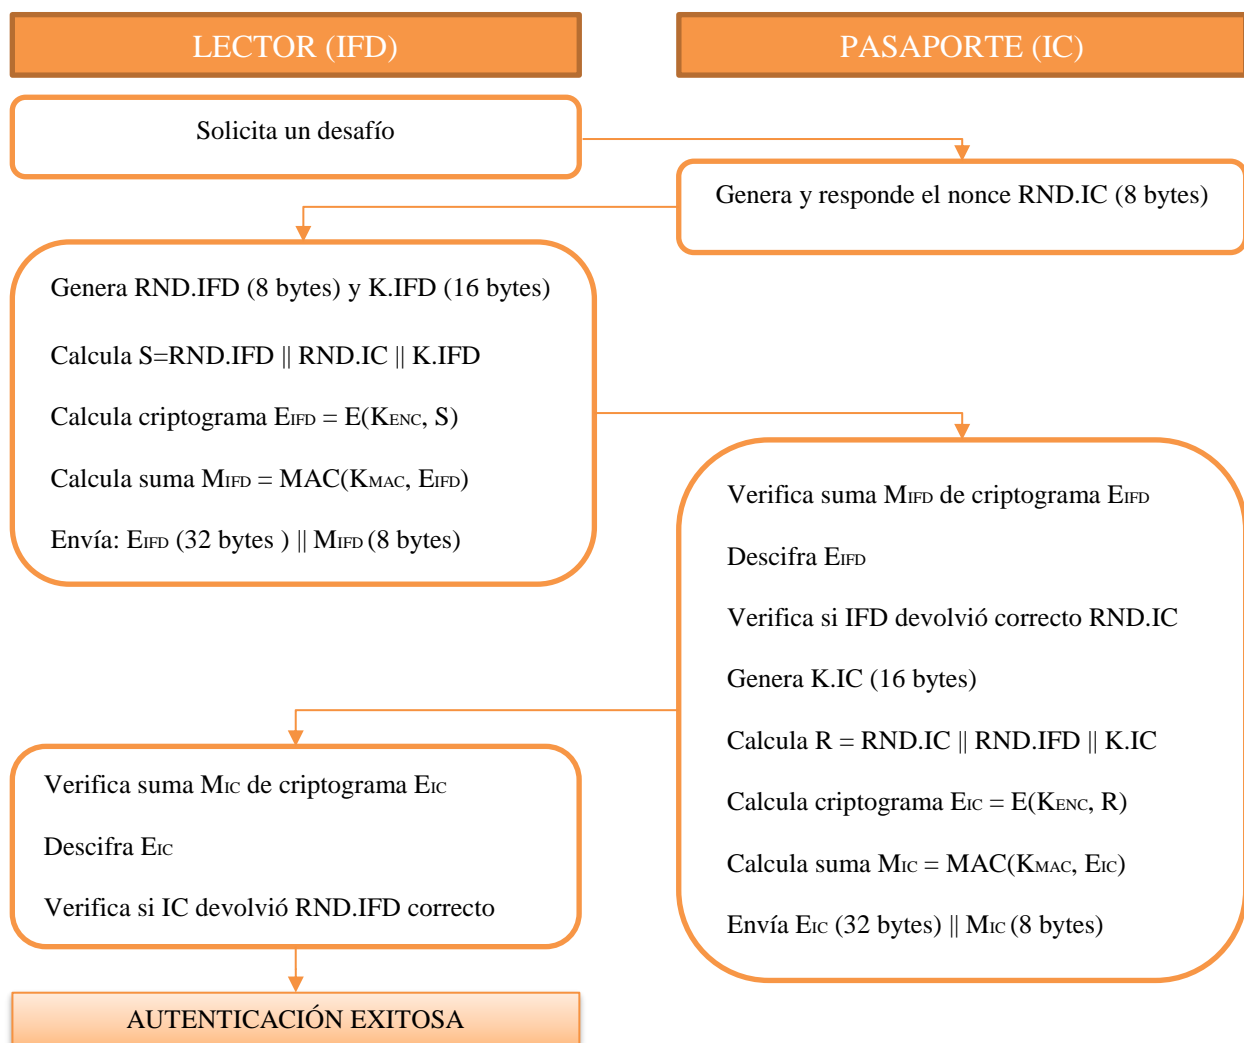 LECTOR (IFD)
PASAPORTE (IC)
Solicita un desafío
Genera y responde el nonce RND.IC (8 bytes)
Genera RND.IFD (8 bytes) y K.IFD (16 bytes)
Calcula S=RND.IFD || RND.IC || K.IFD
Calcula criptograma EIFD = E(KENC, S)
Calcula suma MIFD = MAC(KMAC, EIFD)
Envía: EIFD (32 bytes ) || MIFD (8 bytes)
Verifica suma MIFD de criptograma EIFD
Descifra EIFD
Verifica si IFD devolvió correcto RND.IC
Genera K.IC (16 bytes)
Calcula R = RND.IC || RND.IFD || K.IC
Calcula criptograma EIC = E(KENC, R)
Calcula suma MIC = MAC(KMAC, EIC)
Envía EIC (32 bytes) || MIC (8 bytes)
Verifica suma MIC de criptograma EIC
Descifra EIC
Verifica si IC devolvió RND.IFD correcto
AUTENTICACIÓN EXITOSA